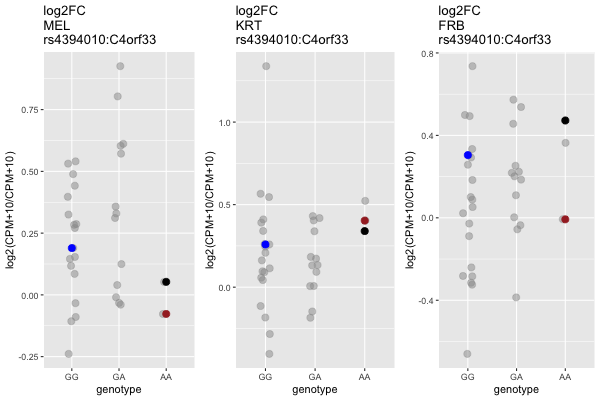 log2FC
MEL
rs4394010:C4orf33
log2(CPM+10/CPM+10)
0.75
0.50
0.25
0.00
-0.25
GG GA AA
genotype
log2FC
KRT
rs4394010:C4orf33
log2(CPM+10/CPM+10)
1.0
0.5
0.0
GG GA AA
genotype
log2FC
FRB
rs4394010:C4orf33
log2(CPM+10/CPM+10)
0.8
0.4
0.0
-0.4
GG GA AA
genotype